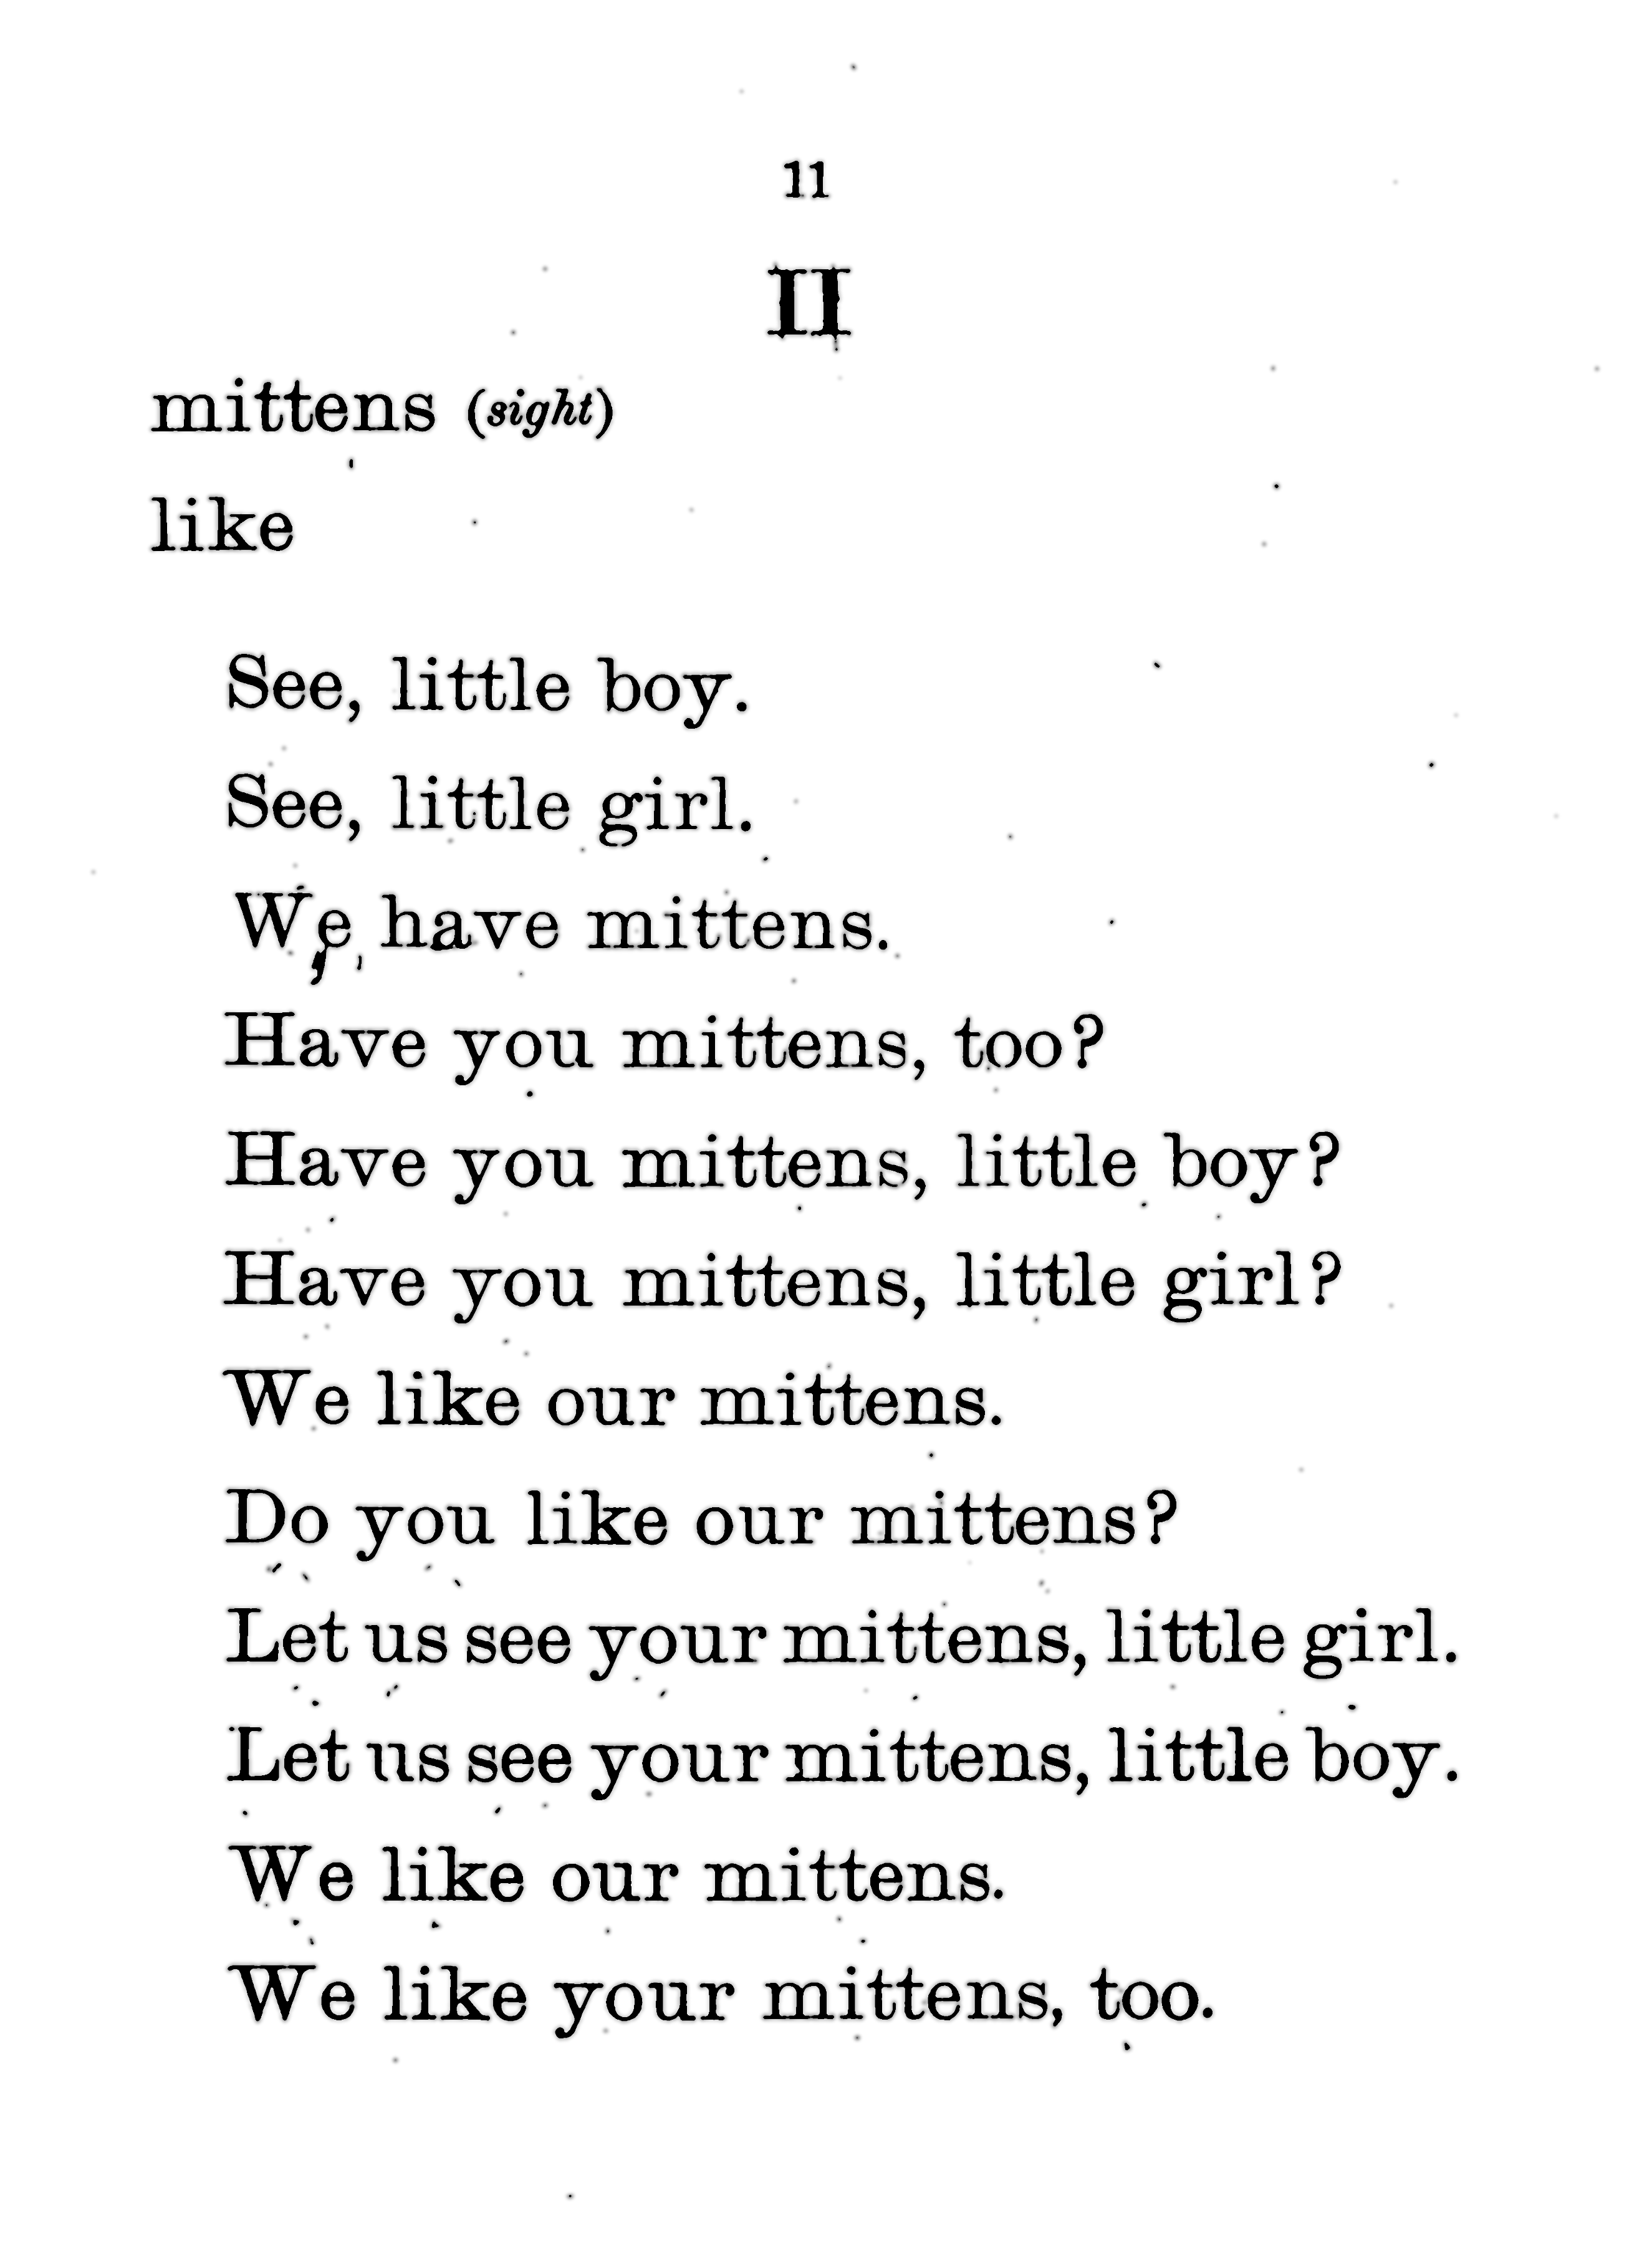 11
II
mittens (sight)
like
See, little boy.
See, little girl.
We have mittens.
Have you mittens, too?
Have you mittens, little boy?
Have you mittens, little girl?
We like our mittens.
Do you like our mittens?
Let us see your mittens, little girl.
Let us see your mittens, little boy.
We like our mittens.
We like your mittens, too.